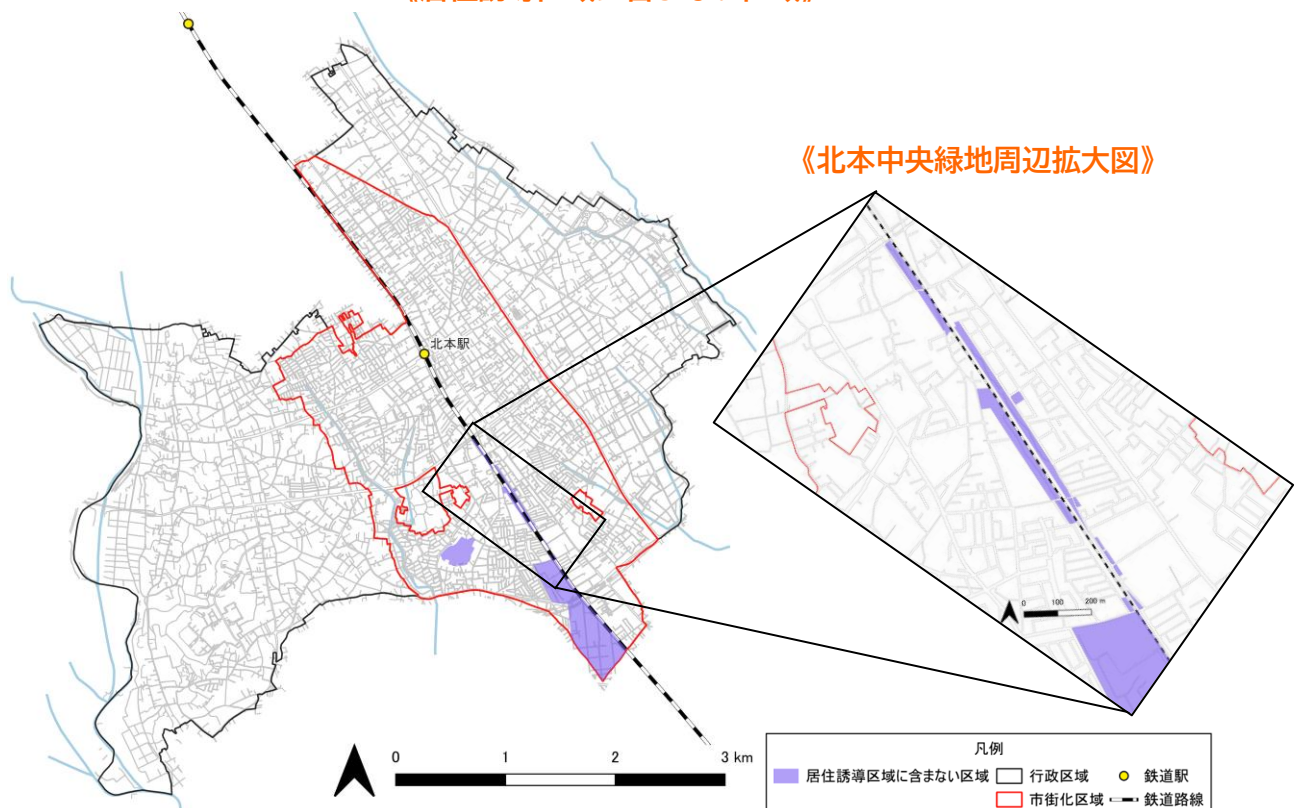 《北本中央緑地周辺拡大図》
北本駅
0 100 200 m
0 1 2 3 km
凡例
居住誘導区域に含まない区域 行政区域 鉄道駅
市街化区域 鉄道路線